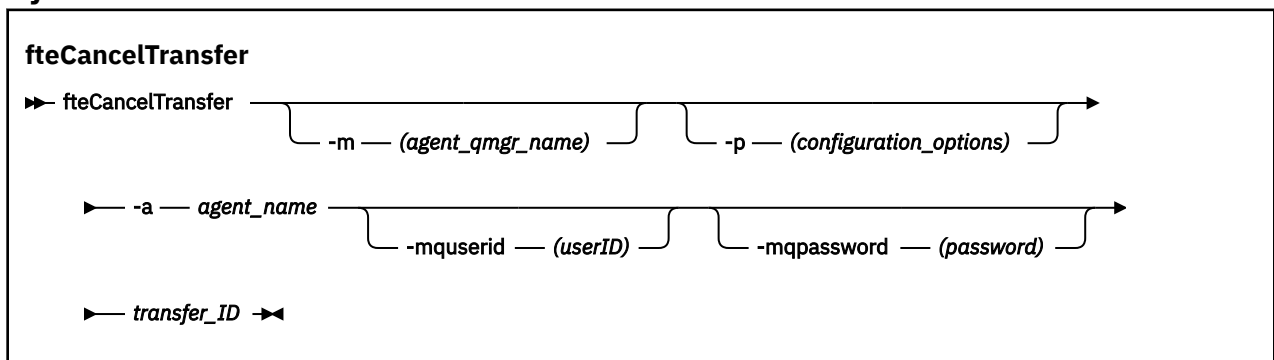 fteCancelTransfer
fteCancelTransfer
-m (agent_qmgr_name) -p (configuration_options)
-a agent_name
-mquserid (userID) -mqpassword (password)
transfer_ID